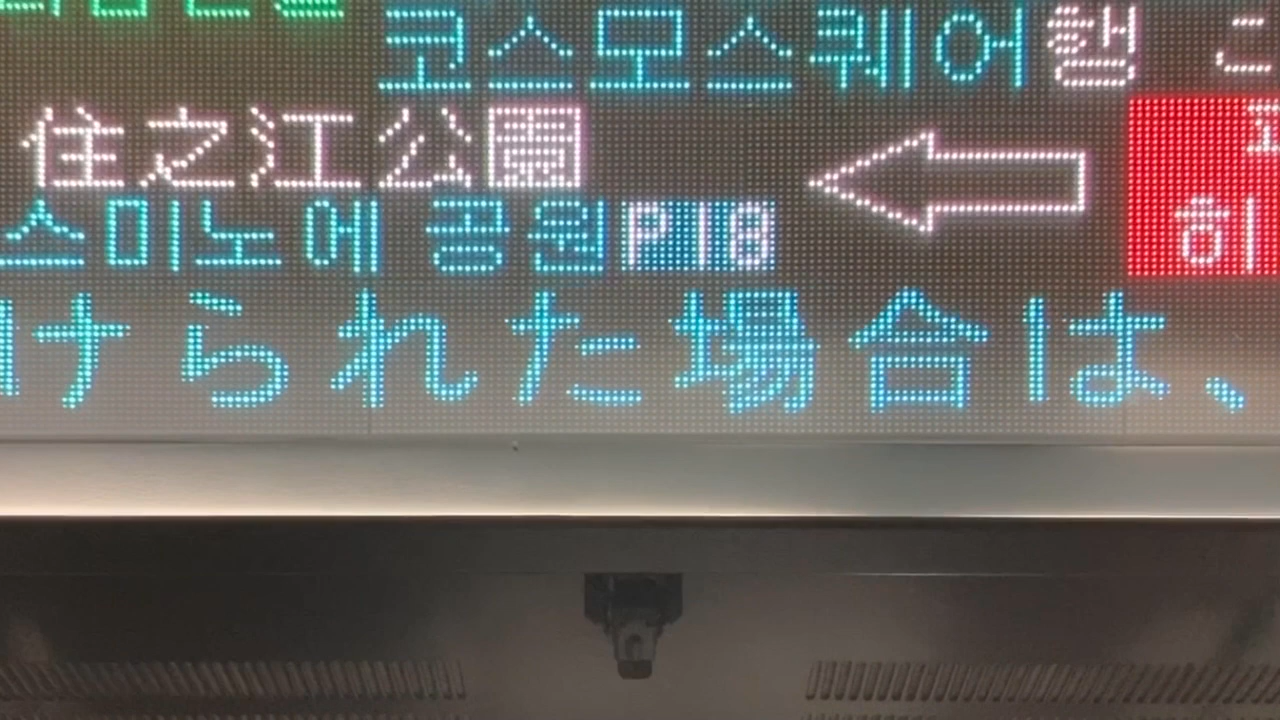 코스모스퀘어행
住之江公園
스미노에 공원 P18
けられた場合は、